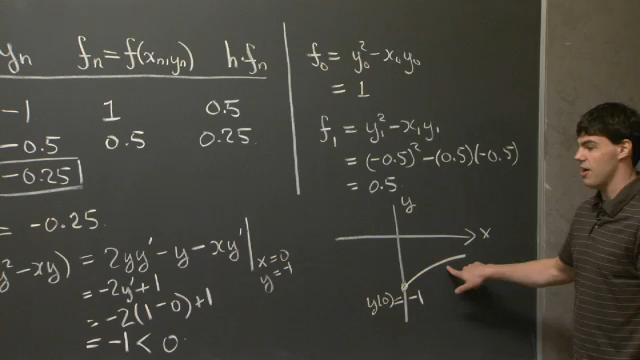 yn fn = f(xn, yn) h·fn
-1 1 0.5
-0.5 0.5 0.25
-0.25
= -0.25
y²-xy) = 2yy' - y - xy' | x=0 y=-1
= -2y'+1
= -2(1-0)+1
= -1 < 0.
f₀ = y₀² - x₀y₀
= 1
f₁ = y₁² - x₁y₁
= (-0.5)² - (0.5)(-0.5)
= 0.5.
y
x
y(0)= -1